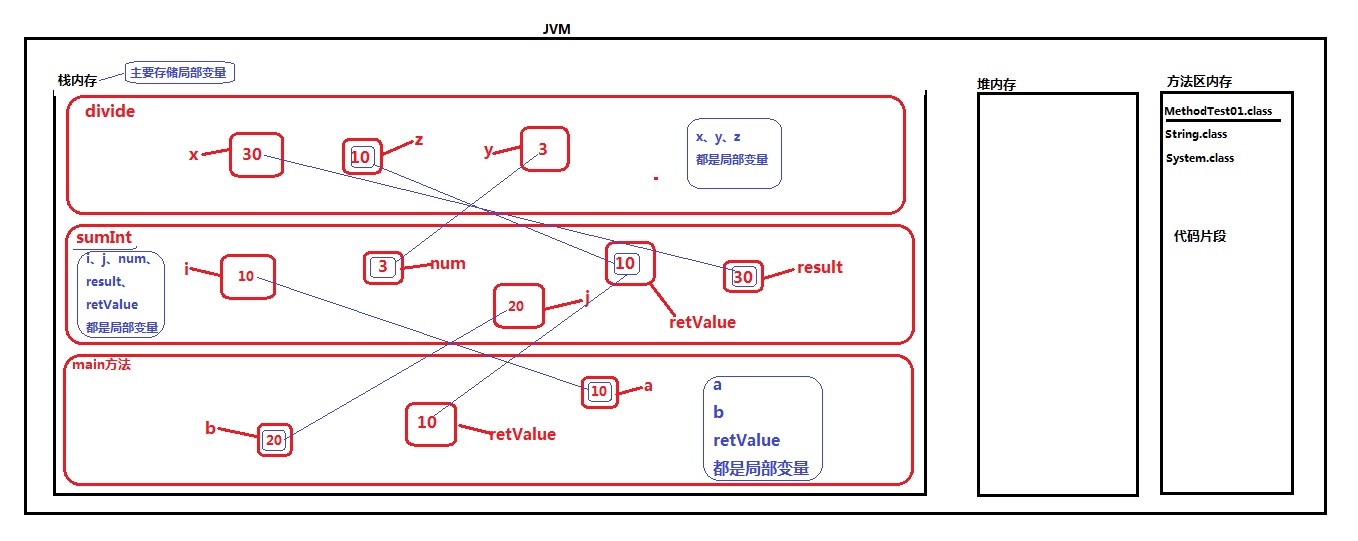 JVM
栈内存
主要存储局部变量
divide
x
30
10
z
y
3
x、y、z
都是局部变量
sumInt
i、j、num、
result、
retValue
都是局部变量
i
10
3
num
20
j
10
retValue
30
result
main方法
b
20
10
retValue
10
a
a
b
retValue
都是局部变量
堆内存
方法区内存
MethodTest01.class
String.class
System.class
代码片段